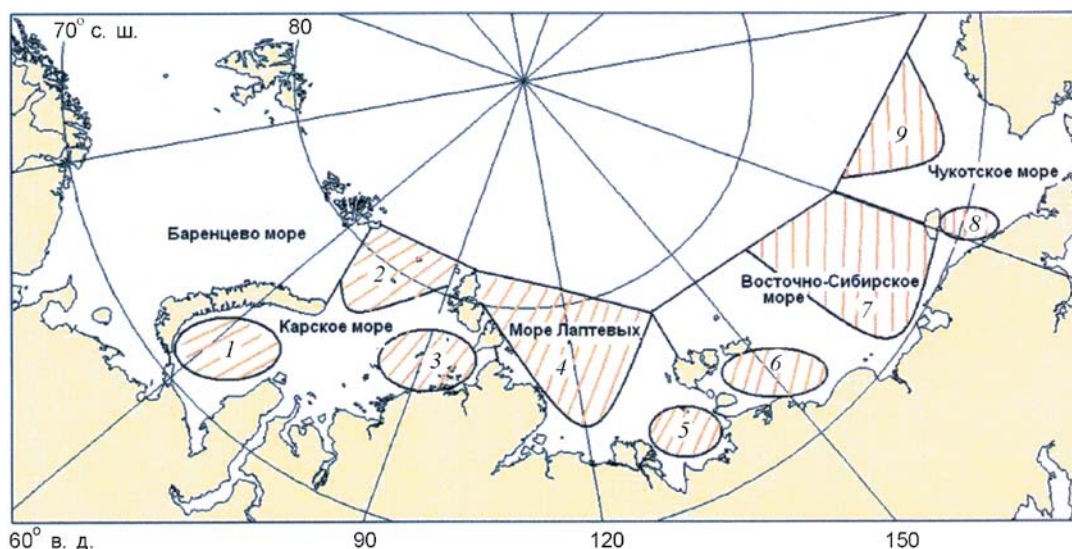 70° с. ш.
80
9
Чукотское море
8
Баренцево море
2
Восточно-Сибирское
море
7
Карское море
Море Лаптевых
1
3
4
6
5
60° в. д.
90
120
150